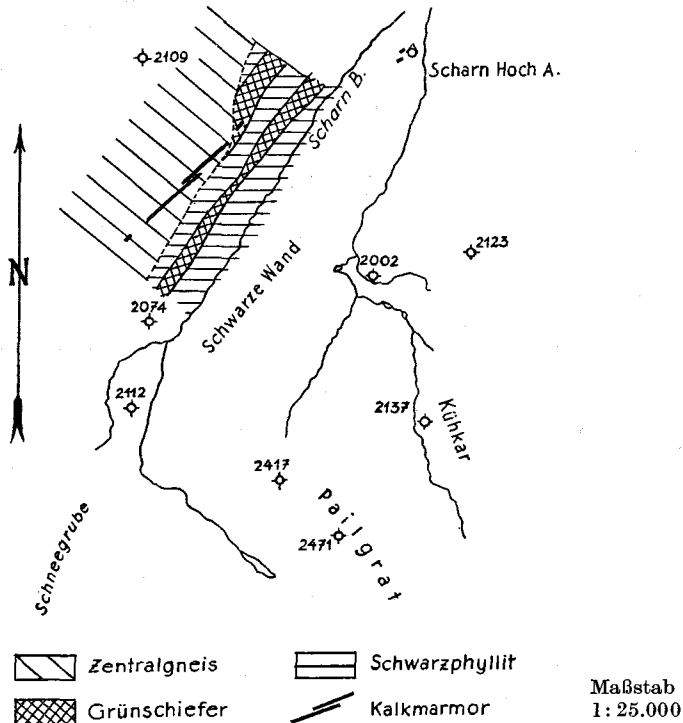 2109
Scharn B.
Scharn Hoch A.
N
2123
2002
2074
Schwarze Wand
2112
2137
Kühkar
2417
Pailgrat
2471
Schneegrube
Zentralgneis
Schwarzphyllit
Grünschiefer
Kalkmarmor
Maßstab
1:25.000